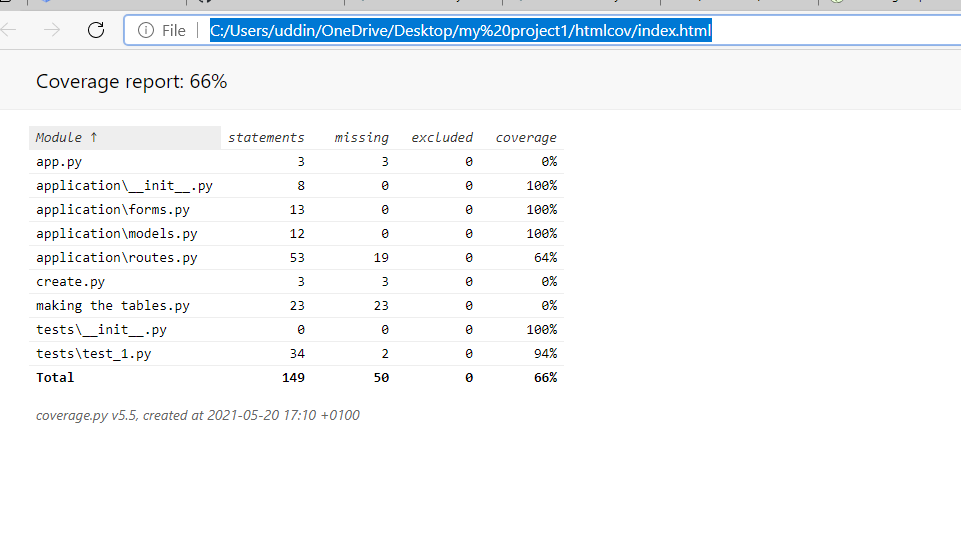 File C:/Users/uddin/OneDrive/Desktop/my%20project1/htmlcov/index.html
Coverage report: 66%
Module ↑ statements missing excluded coverage
app.py 3 3 0 0%
application\__init__.py 8 0 0 100%
application\forms.py 13 0 0 100%
application\models.py 12 0 0 100%
application\routes.py 53 19 0 64%
create.py 3 3 0 0%
making the tables.py 23 23 0 0%
tests\__init__.py 0 0 0 100%
tests\test_1.py 34 2 0 94%
Total 149 50 0 66%
coverage.py v5.5, created at 2021-05-20 17:10 +0100